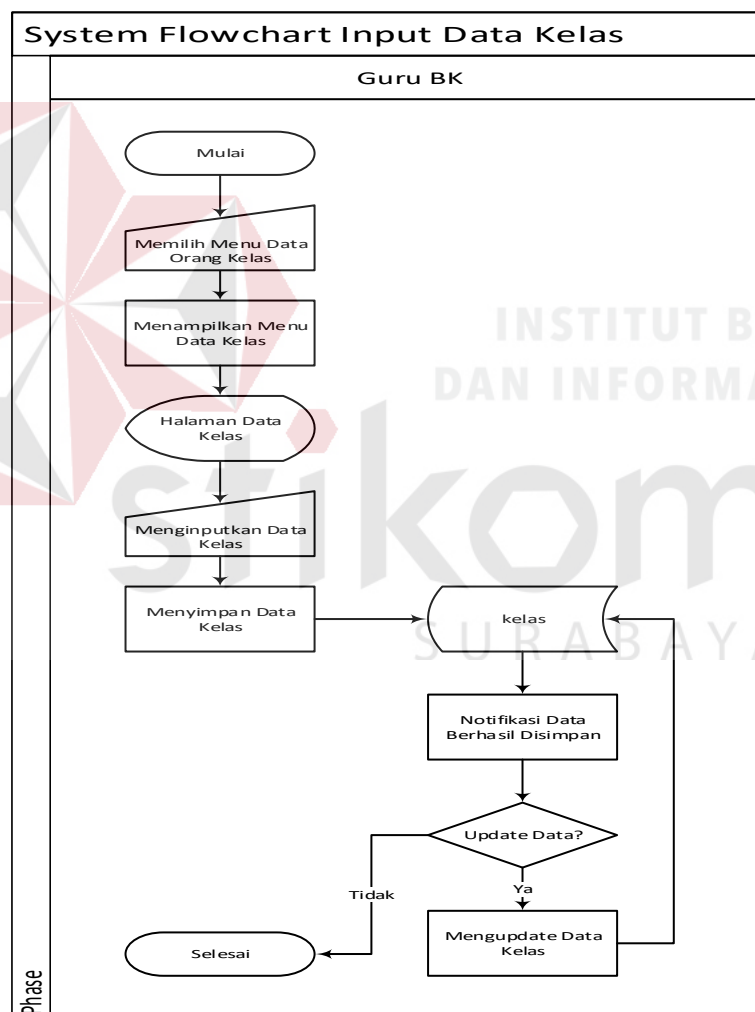 System Flowchart Input Data Kelas
Guru BK
Mulai
Memilih Menu Data
Orang Kelas
Menampilkan Menu
Data Kelas
INSTITUT B
DAN INFORMA
Halaman Data
Kelas
stikom
Menginputkan Data
Kelas
Menyimpan Data
Kelas
kelas
SURABAYA
Notifikasi Data
Berhasil Disimpan
Update Data?
Tidak
Ya
Selesai
Mengupdate Data
Kelas
Phase